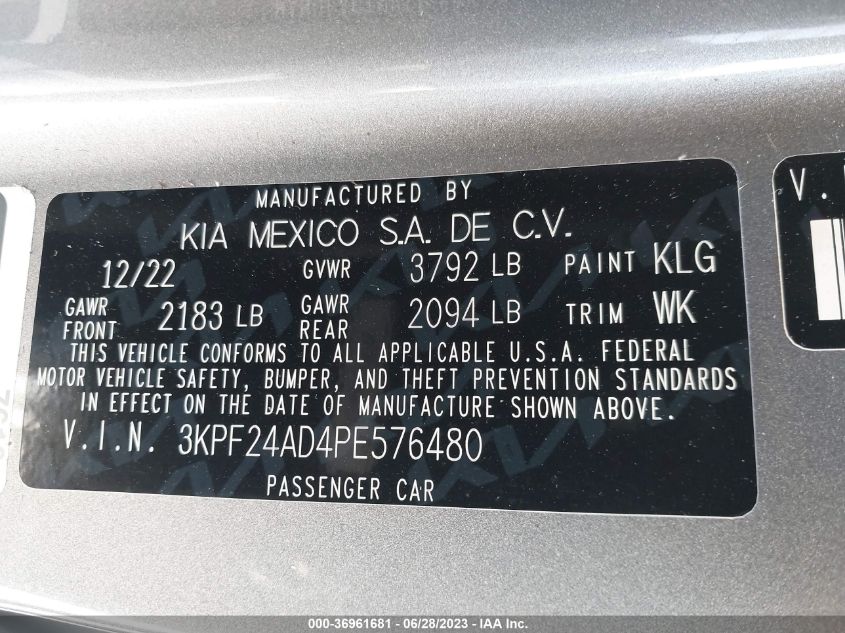 MANUFACTURED BY
KIA MEXICO S.A. DE C.V.
12/22 GVWR 3792 LB PAINT KLG
GAWR FRONT 2183 LB GAWR REAR 2094 LB TRIM WK
THIS VEHICLE CONFORMS TO ALL APPLICABLE U.S.A. FEDERAL
MOTOR VEHICLE SAFETY, BUMPER, AND THEFT PREVENTION STANDARDS
IN EFFECT ON THE DATE OF MANUFACTURE SHOWN ABOVE.
V.I.N. 3KPF24AD4PE576480
PASSENGER CAR
000-36961681 - 06/28/2023 - IAA Inc.